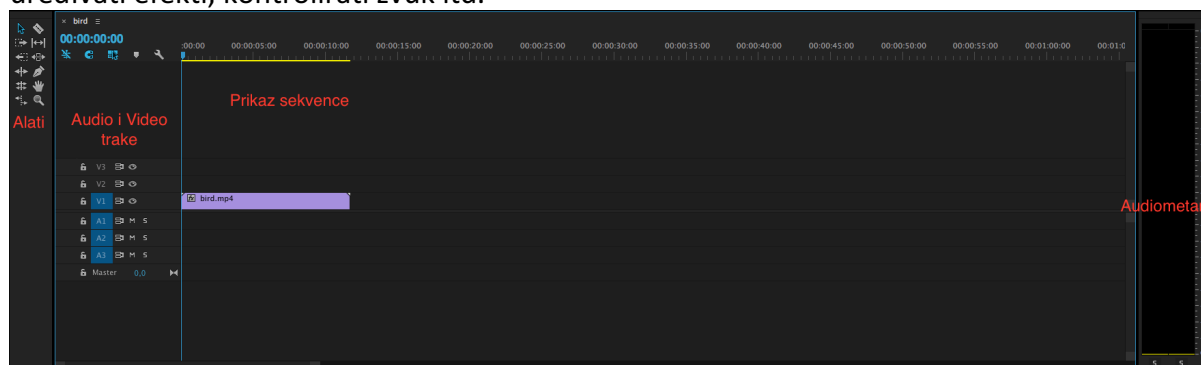 uređivati efekti, kontrolirati zvuk itd.
× bird ≡
00:00:00:00
:00:00 00:00:05:00 00:00:10:00 00:00:15:00 00:00:20:00 00:00:25:00 00:00:30:00 00:00:35:00 00:00:40:00 00:00:45:00 00:00:50:00 00:00:55:00 00:01:00:00 00:01:0
Prikaz sekvence
Alati
Audio i Video
trake
V3
V2
V1 fx bird.mp4
Audiometar
A1 M S
A2 M S
A3 M S
Master 0,0
S S